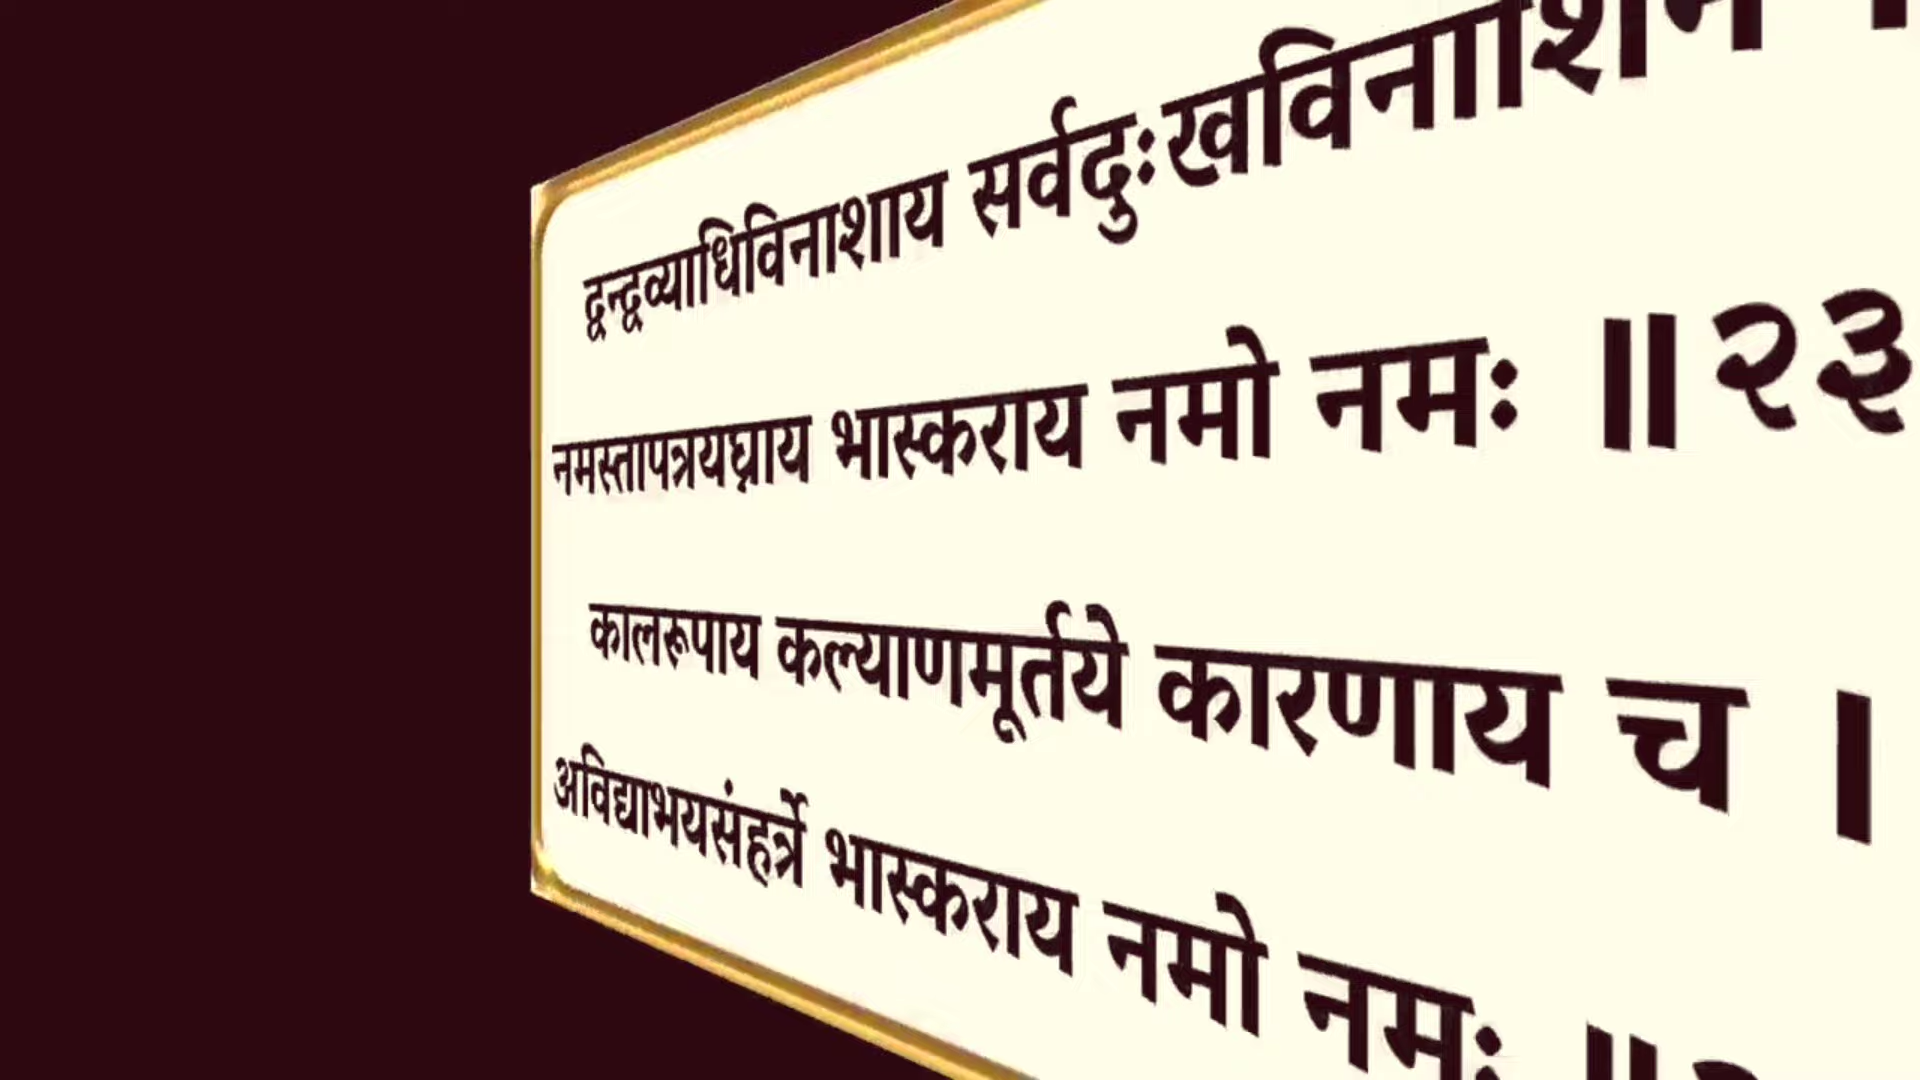 द्वन्द्वव्याधिविनाशाय सर्वदुःखविनाशिन
नमस्तापत्रयघ्नाय भास्कराय नमो नमः ॥२३
कालरूपाय कल्याणमूर्तये कारणाय च ।
अविद्याभयसंहर्त्रे भास्कराय नमो नमः ॥